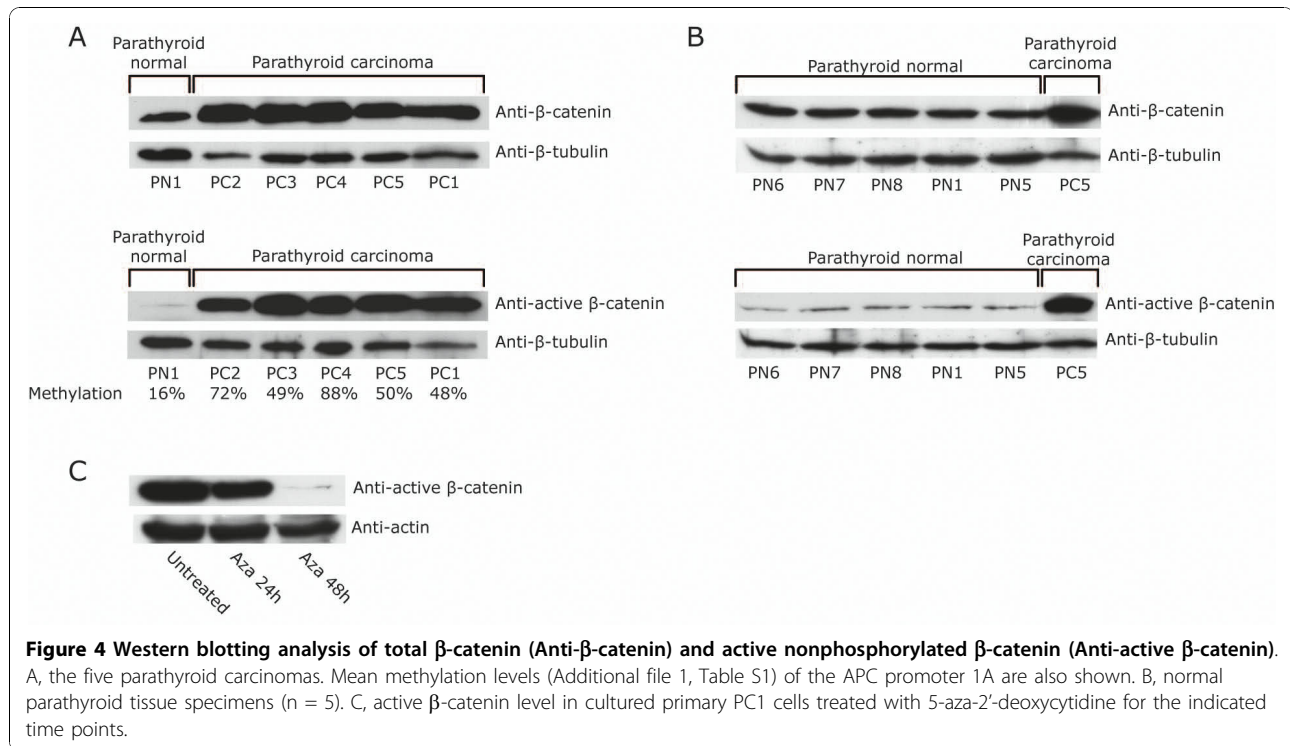 A
Parathyroid
normal
Parathyroid carcinoma
Anti-β-catenin
Anti-β-tubulin
PN1 PC2 PC3 PC4 PC5 PC1
Parathyroid
normal
Parathyroid carcinoma
Anti-active β-catenin
Anti-β-tubulin
PN1 PC2 PC3 PC4 PC5 PC1
Methylation 16% 72% 49% 88% 50% 48%
B
Parathyroid normal
Parathyroid
carcinoma
Anti-β-catenin
Anti-β-tubulin
PN6 PN7 PN8 PN1 PN5 PC5
Parathyroid normal
Parathyroid
carcinoma
Anti-active β-catenin
Anti-β-tubulin
PN6 PN7 PN8 PN1 PN5 PC5
C
Anti-active β-catenin
Anti-actin
Untreated Aza 24h Aza 48h
Figure 4 Western blotting analysis of total β-catenin (Anti-β-catenin) and active nonphosphorylated β-catenin (Anti-active β-catenin).
A, the five parathyroid carcinomas. Mean methylation levels (Additional file 1, Table S1) of the APC promoter 1A are also shown. B, normal
parathyroid tissue specimens (n = 5). C, active β-catenin level in cultured primary PC1 cells treated with 5-aza-2'-deoxycytidine for the indicated
time points.